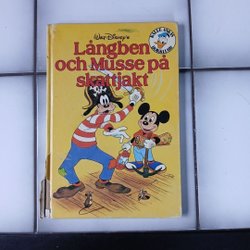 Walt Disney's
Långben
och Musse på
skattjakt